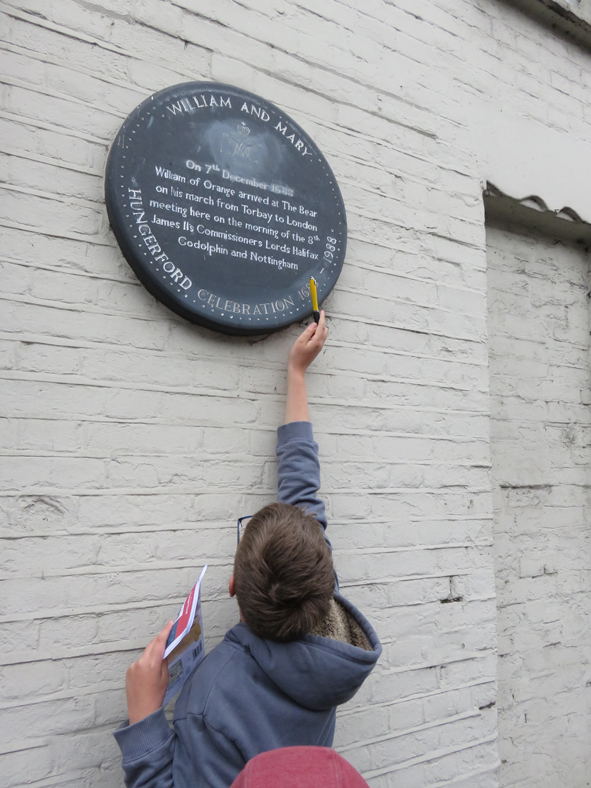 WILLIAM AND MARY
On 7th December 1688
William of Orange arrived at The Bear
on his march from Torbay to London
meeting here on the morning of the 8th
James II's Commissioners Lords Halifax
Godolphin and Nottingham
HUNGERFORD CELEBRATION 1988